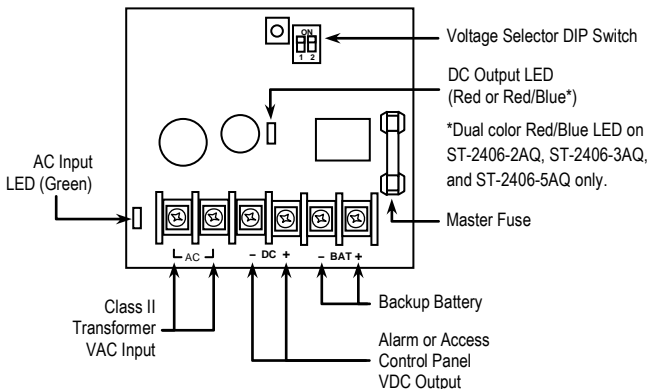 ON
1 2
Voltage Selector DIP Switch
DC Output LED
(Red or Red/Blue*)
*Dual color Red/Blue LED on
ST-2406-2AQ, ST-2406-3AQ,
and ST-2406-5AQ only.
AC Input
LED (Green)
Master Fuse
AC
– DC +
– BAT +
Class II
Transformer
VAC Input
Backup Battery
Alarm or Access
Control Panel
VDC Output